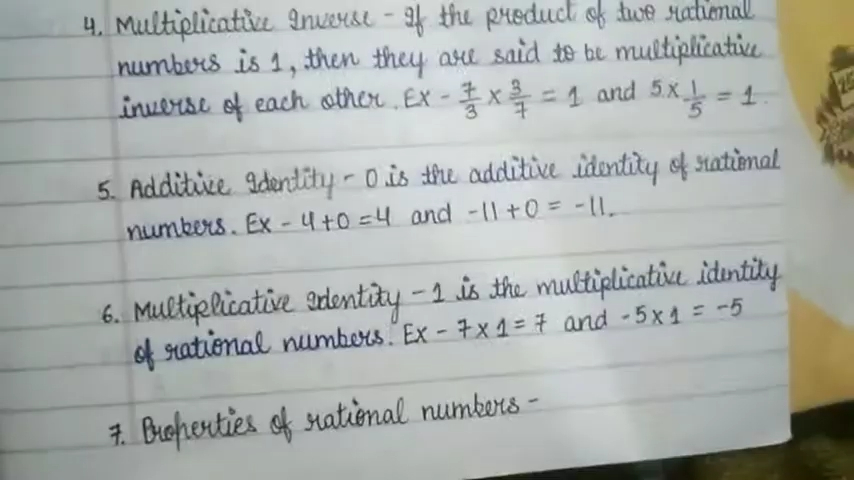 4. Multiplicative Inverse - If the product of two rational
numbers is 1, then they are said to be multiplicative
inverse of each other. Ex - 7/3 × 3/7 = 1 and 5 × 1/5 = 1.
5. Additive Identity - 0 is the additive identity of rational
numbers. Ex - 4+0=4 and -11+0 = -11.
6. Multiplicative Identity - 1 is the multiplicative identity
of rational numbers. Ex - 7×1=7 and -5×1 = -5
7. Properties of rational numbers -